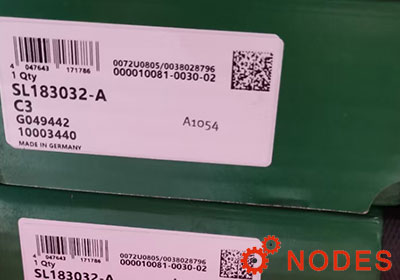 4 047643 171786
0072U0805/0038028796
000010081-0030-02
1 Qty
SL183032-A
C3
G049442
10003440
MADE IN GERMANY
A1054
4 047643 171786
0072U0805/0038028796
000010081-0030-02
1 Qty
SL183032-A
NODES